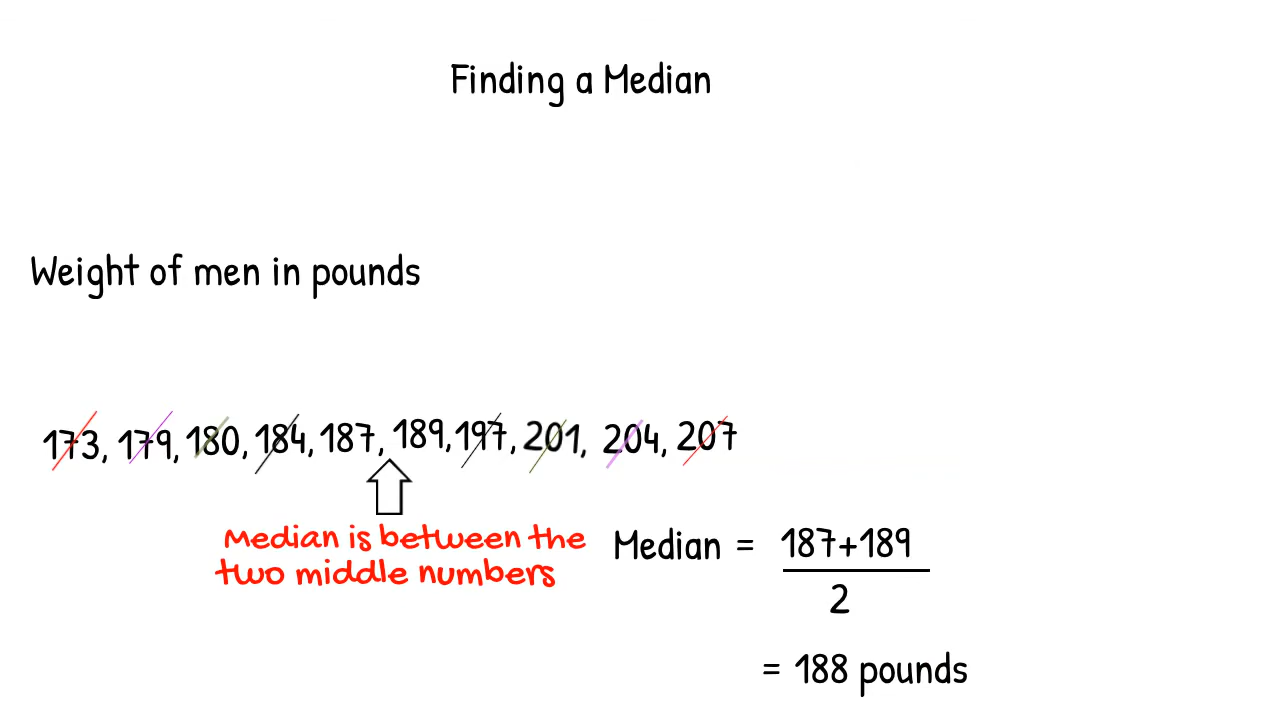 Finding a Median
Weight of men in pounds
173, 179, 180, 184, 187, 189, 197, 201, 204, 207
Median is between the
two middle numbers
Median = 187+189
2
= 188 pounds